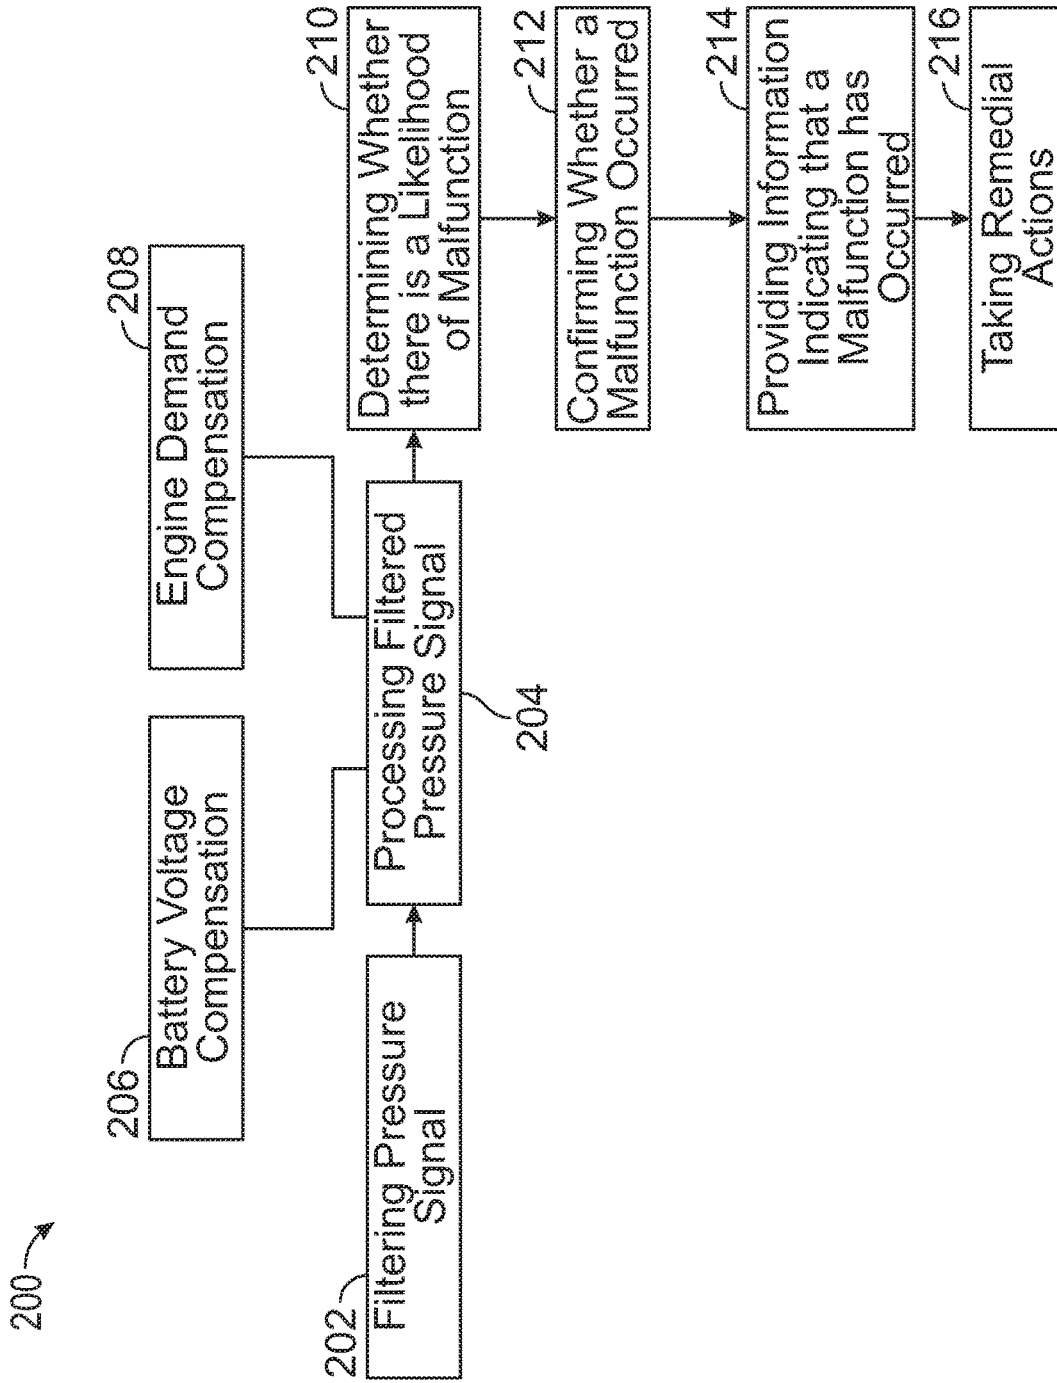 200
206
Battery Voltage
Compensation
208
Engine Demand
Compensation
202
Filtering Pressure
Signal
Processing Filtered
Pressure Signal
204
210
Determining Whether
there is a Likelihood
of Malfunction
212
Confirming Whether a
Malfunction Occurred
214
Providing Information
Indicating that a
Malfunction has
Occurred
216
Taking Remedial
Actions